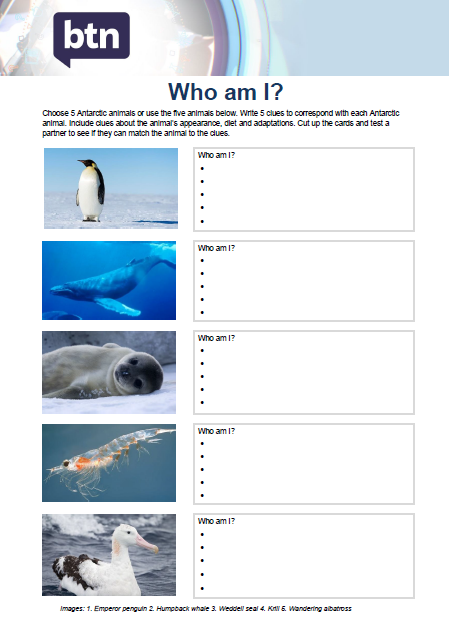 btn
Who am I?
Choose 5 Antarctic animals or use the five animals below. Write 5 clues to correspond with each Antarctic
animal. Include clues about the animal's appearance, diet and adaptations. Cut up the cards and test a
partner to see if they can match the animal to the clues.
Who am I?
•
•
•
•
•
Who am I?
•
•
•
•
•
Who am I?
•
•
•
•
•
Who am I?
•
•
•
•
•
Who am I?
•
•
•
•
•
Images: 1. Emperor penguin 2. Humpback whale 3. Weddell seal 4. Krill 5. Wandering albatross